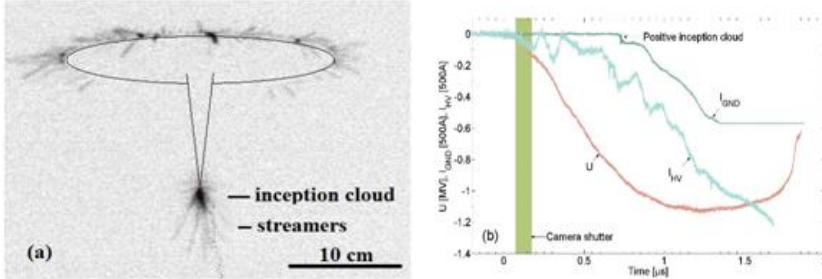 inception cloud
streamers
(a)
10 cm
0
-0.2
-0.4
-0.6
-0.8
-1
-1.2
-1.4
U [MV], I_GND [500A], I_HV [500A]
Positive inception cloud
I_GND
U
I_HV
(b)
Camera shutter
0 0.5 1 1.5
Time [µs]